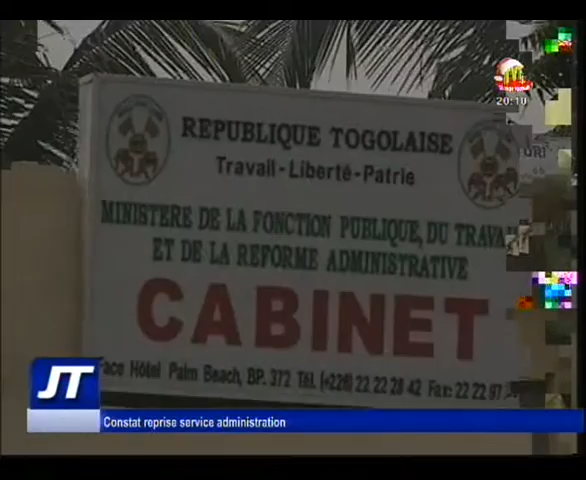 20:10
REPUBLIQUE TOGOLAISE
Travail - Liberté - Patrie
MINISTERE DE LA FONCTION PUBLIQUE, DU TRAVA
ET DE LA REFORME ADMINISTRATIVE
CABINET
Face Hôtel Palm Beach, BP. 372 Tél. (+228) 22 22 28 42 Fax: 22 22 97
JT
Constat reprise service administration